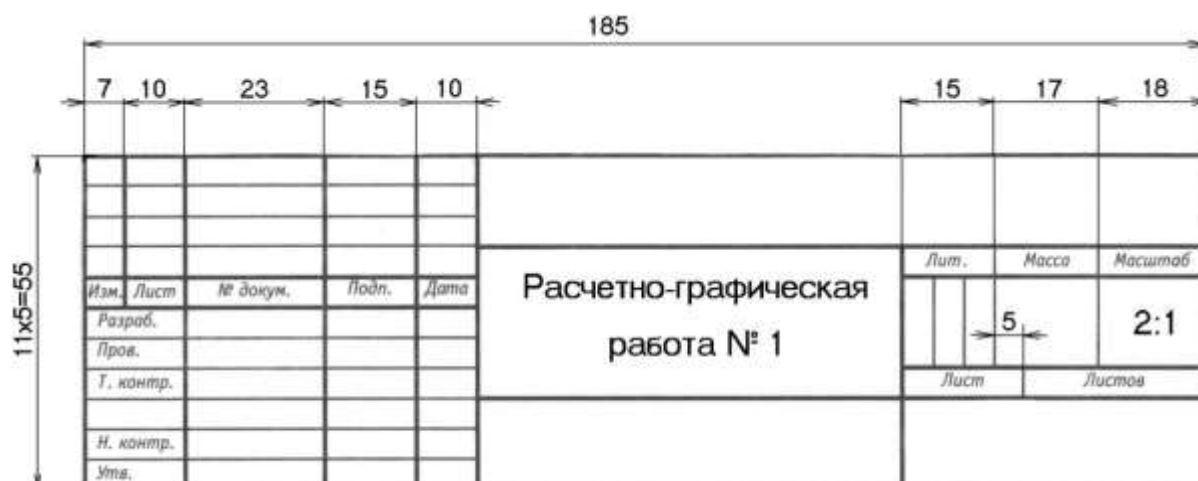 185
7 10 23 15 10 15 17 18
11х5=55
Лит. Масса Масштаб
Изм. Лист № докум. Подп. Дата
Расчетно-графическая
работа № 1
Разраб.
5 2:1
Пров.
Т. контр.
Лист Листов
Н. контр.
Утв.